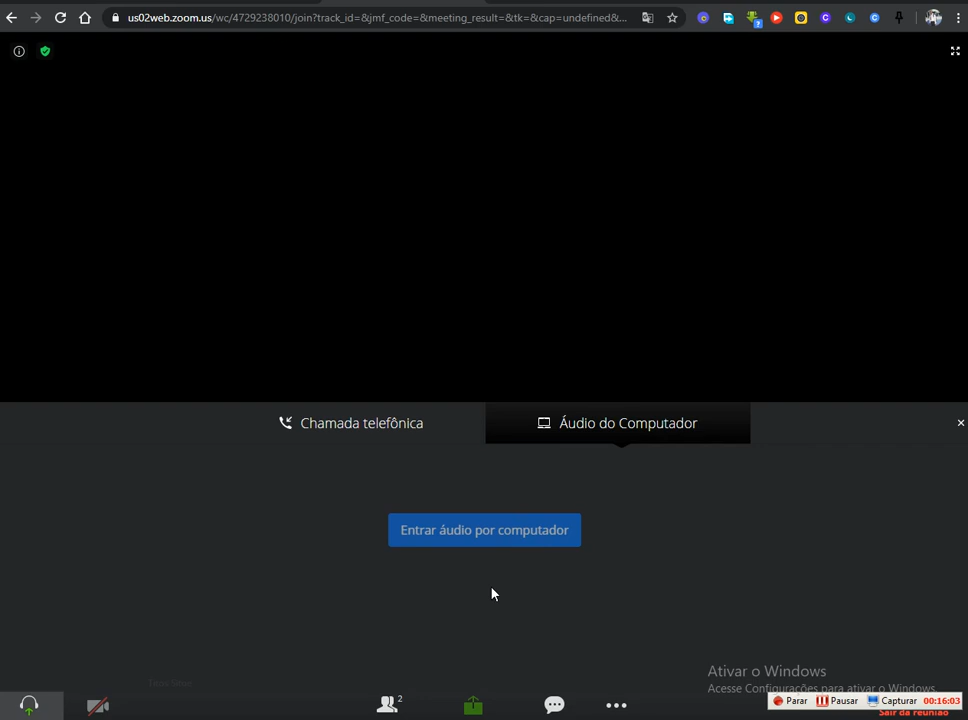 us02web.zoom.us/wc/4729238010/join?track_id=&jmf_code=&meeting_result=&tk=&cap=undefined&...
Chamada telefônica
Áudio do Computador
Entrar áudio por computador
Ativar o Windows
Acesse Configurações para ativar o Windows.
2
Parar Pausar Capturar 00:16:03
Sair da reunião